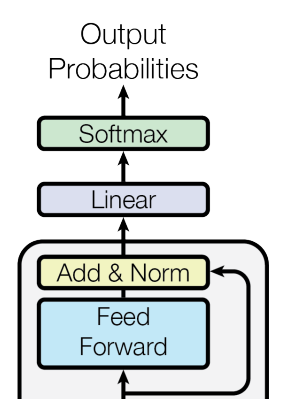 Output
Probabilities
Softmax
Linear
Add & Norm
Feed
Forward